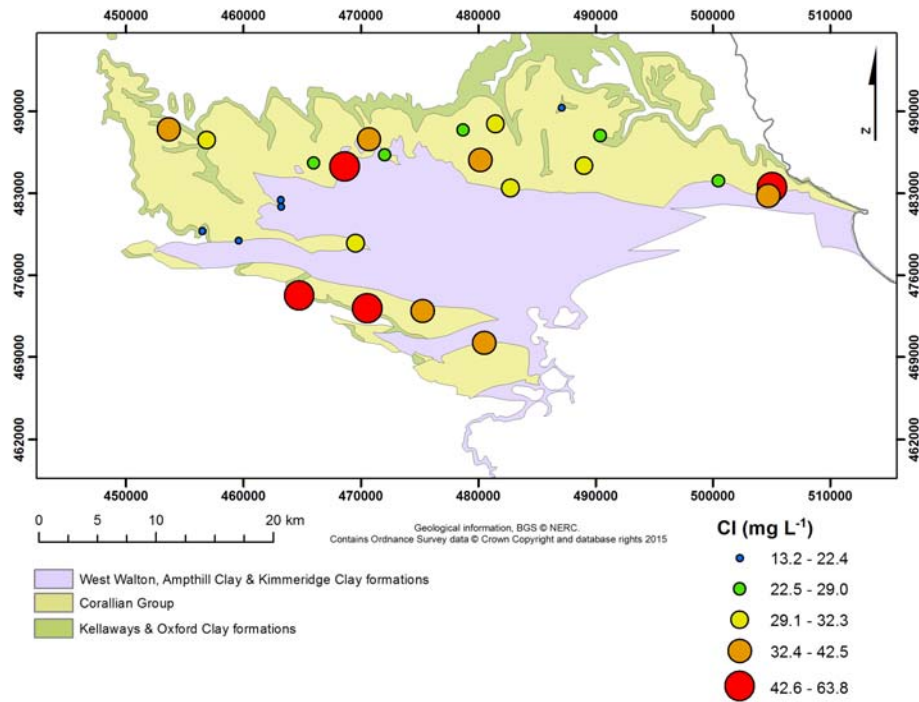 450000 460000 470000 480000 490000 500000 510000
490000 490000
483000 483000
476000 476000
469000 469000
462000 462000
N
450000 460000 470000 480000 490000 500000 510000
0 5 10 20 km
Geological information, BGS © NERC.
Contains Ordnance Survey data © Crown Copyright and database rights 2015
West Walton, Ampthill Clay & Kimmeridge Clay formations
Corallian Group
Kellaways & Oxford Clay formations
Cl (mg L⁻¹)
13.2 - 22.4
22.5 - 29.0
29.1 - 32.3
32.4 - 42.5
42.6 - 63.8